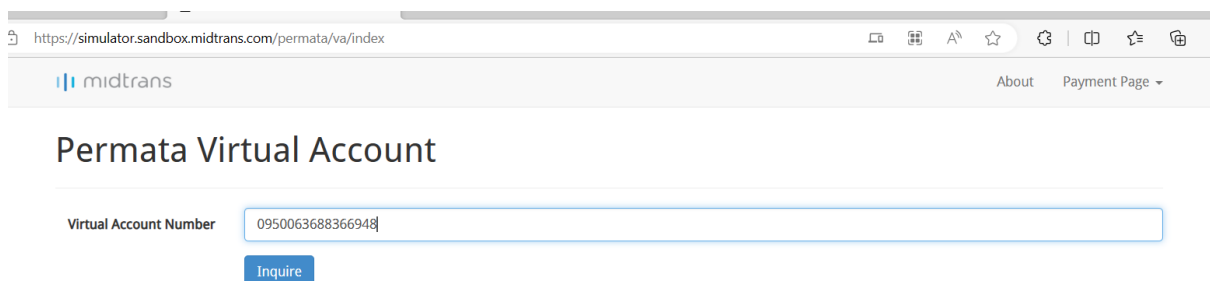 https://simulator.sandbox.midtrans.com/permata/va/index
midtrans
About Payment Page
Permata Virtual Account
Virtual Account Number 0950063688366948
Inquire